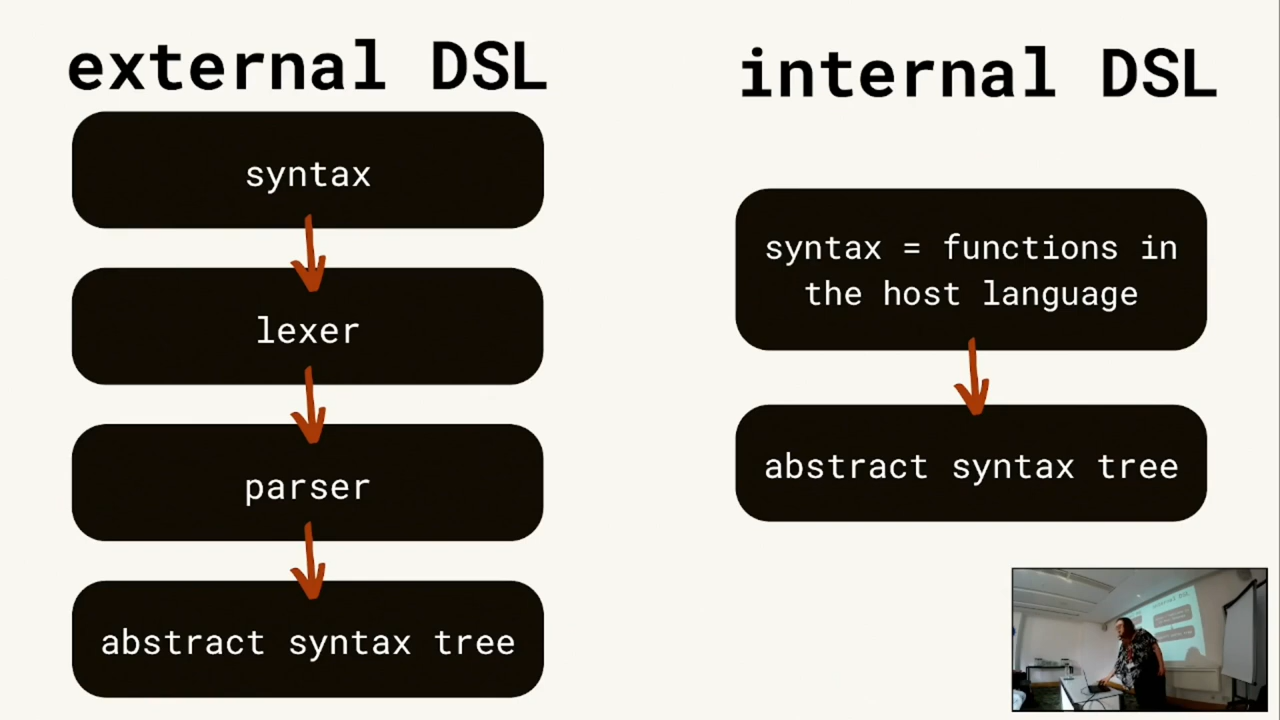 external DSL
syntax
lexer
parser
abstract syntax tree
internal DSL
syntax = functions in
the host language
abstract syntax tree